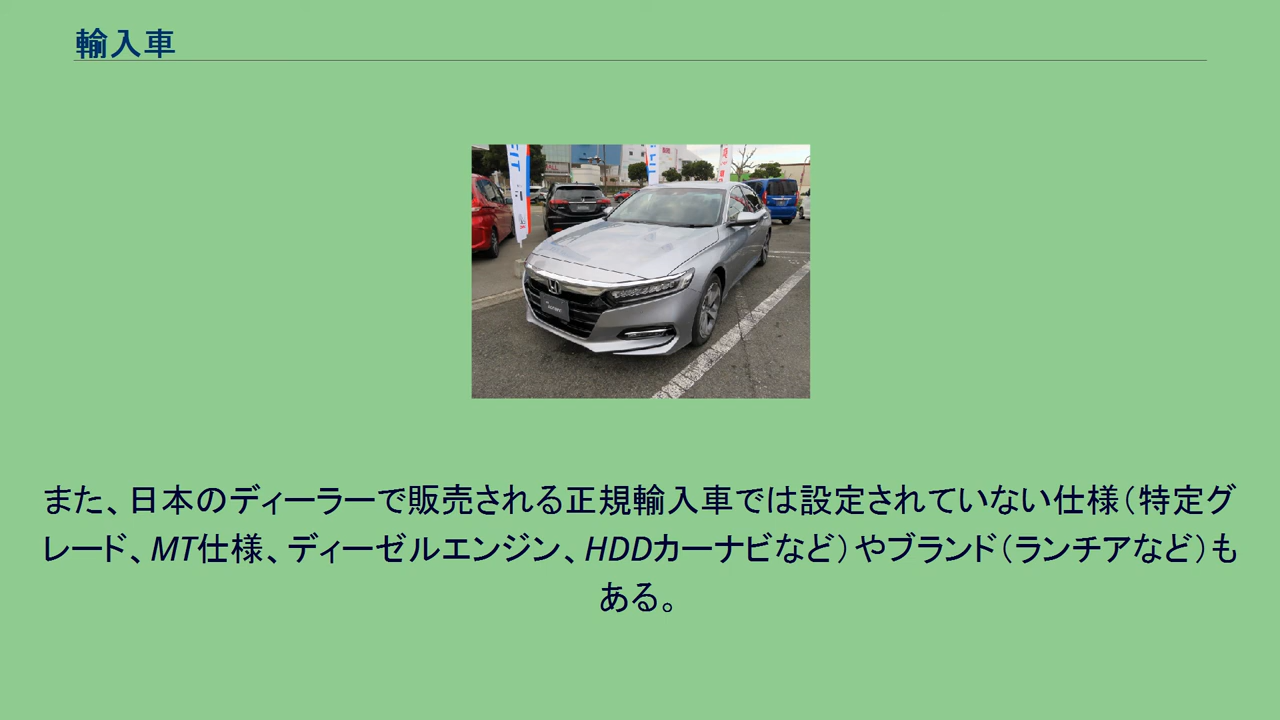 輸入車
また、日本のディーラーで販売される正規輸入車では設定されていない仕様（特定グ
レード、MT仕様、ディーゼルエンジン、HDDカーナビなど）やブランド（ランチアなど）も
ある。